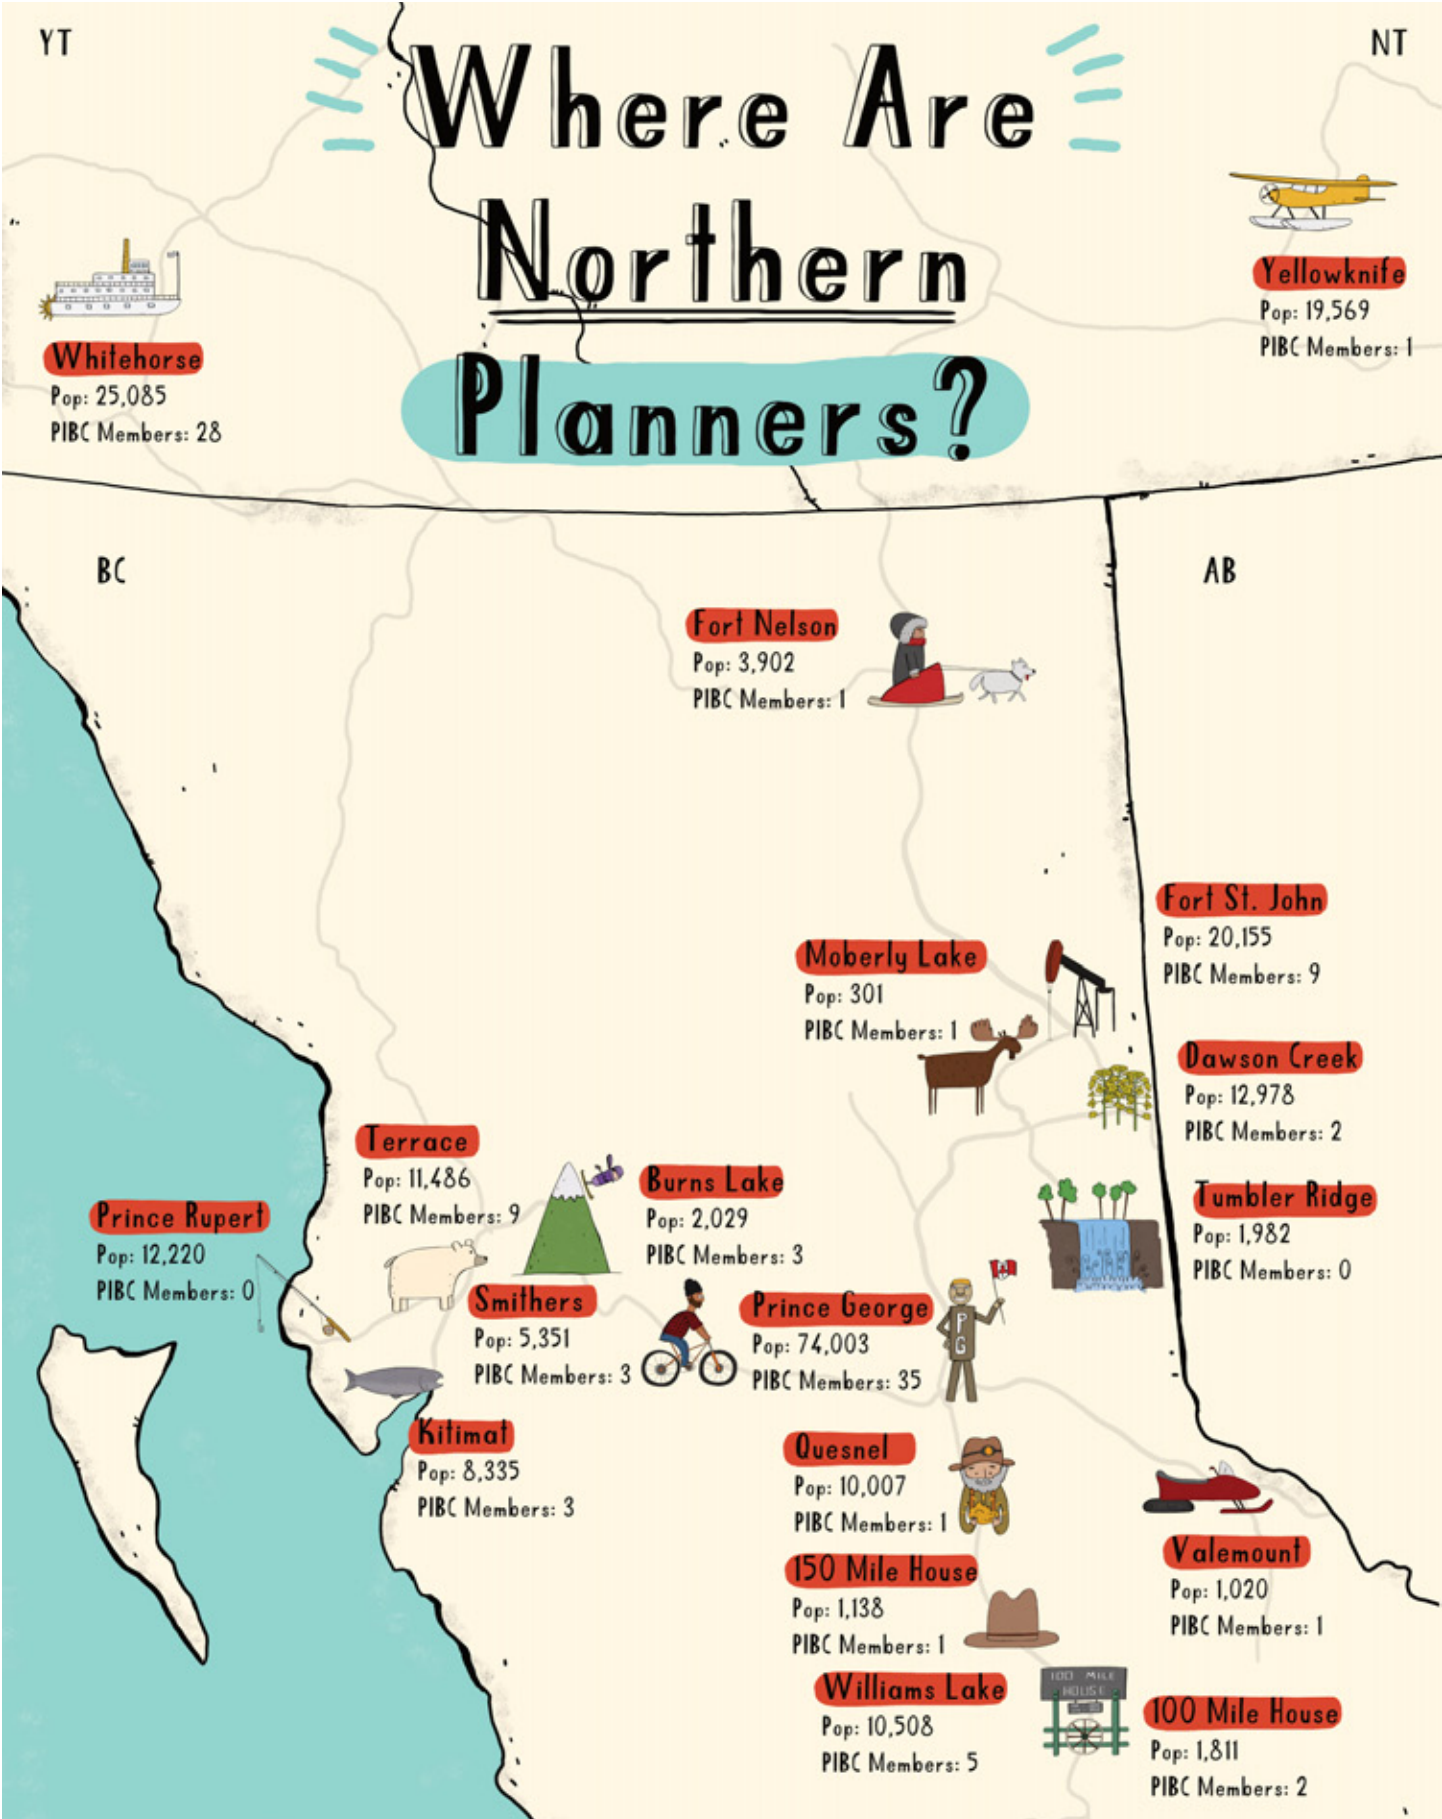 YT
NT
Where Are
Northern
Planners?
Yellowknife
Pop: 19,569
PIBC Members: 1
Whitehorse
Pop: 25,085
PIBC Members: 28
BC
AB
Fort Nelson
Pop: 3,902
PIBC Members: 1
Fort St. John
Pop: 20,155
PIBC Members: 9
Moberly Lake
Pop: 301
PIBC Members: 1
Dawson Creek
Pop: 12,978
PIBC Members: 2
Terrace
Pop: 11,486
PIBC Members: 9
Burns Lake
Pop: 2,029
PIBC Members: 3
Tumbler Ridge
Pop: 1,982
PIBC Members: 0
Prince Rupert
Pop: 12,220
PIBC Members: 0
Smithers
Pop: 5,351
PIBC Members: 3
Prince George
Pop: 74,003
PIBC Members: 35
PG
Kitimat
Pop: 8,335
PIBC Members: 3
Quesnel
Pop: 10,007
PIBC Members: 1
Valemount
Pop: 1,020
PIBC Members: 1
150 Mile House
Pop: 1,138
PIBC Members: 1
Williams Lake
Pop: 10,508
PIBC Members: 5
100 MILE
HOUSE
100 Mile House
Pop: 1,811
PIBC Members: 2